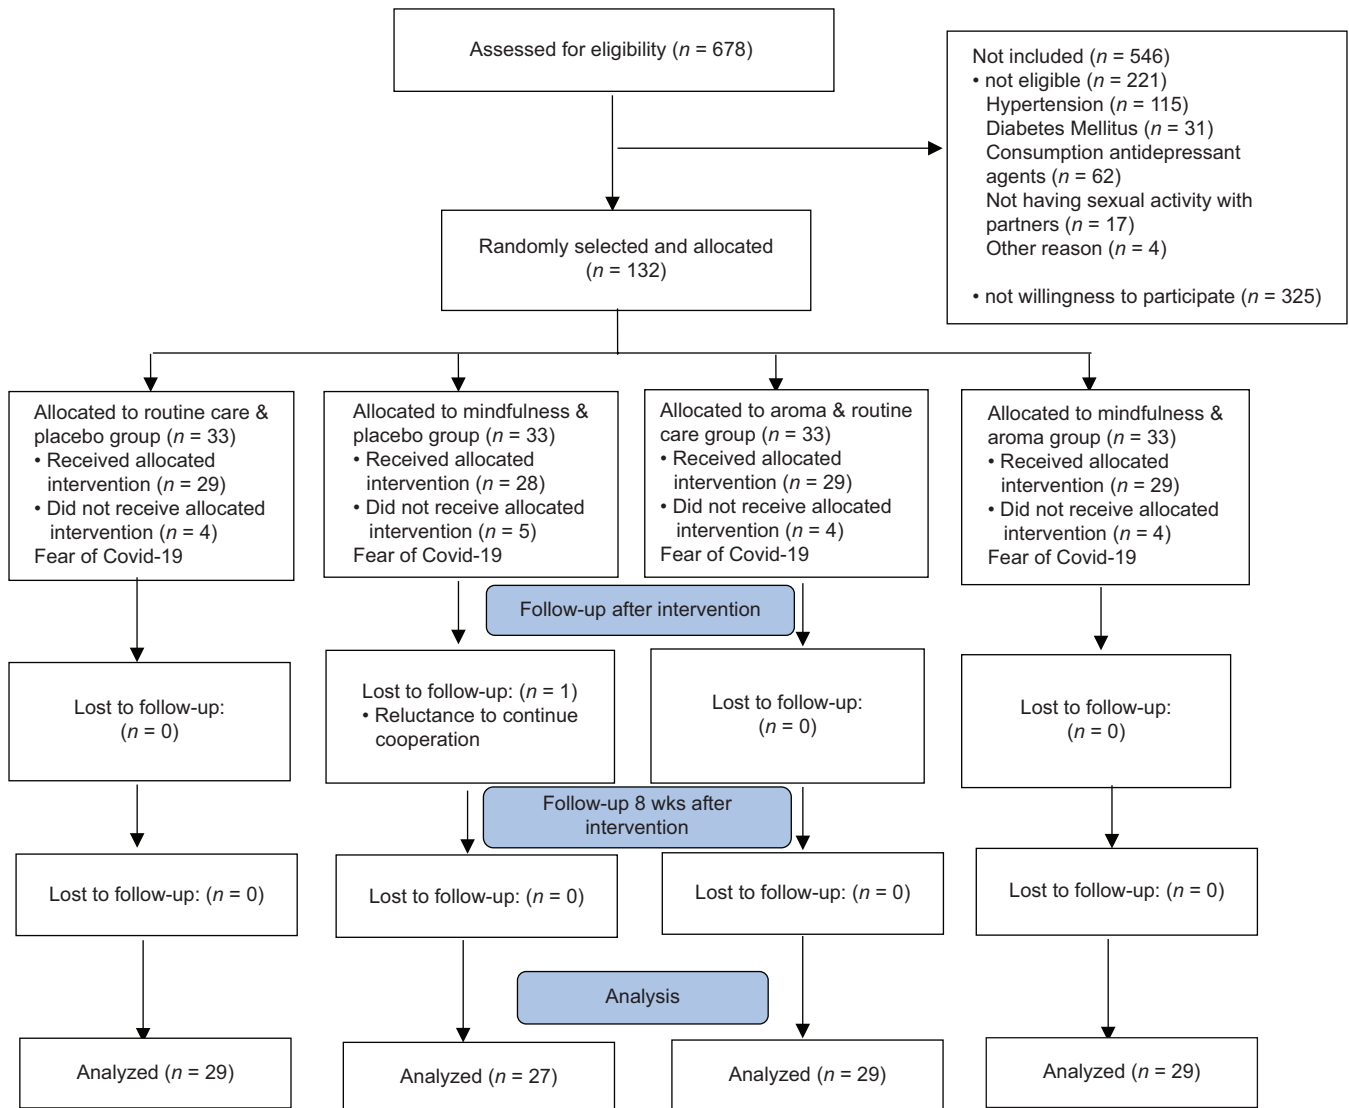 Assessed for eligibility (n = 678)
Not included (n = 546)
• not eligible (n = 221)
Hypertension (n = 115)
Diabetes Mellitus (n = 31)
Consumption antidepressant
agents (n = 62)
Not having sexual activity with
partners (n = 17)
Other reason (n = 4)
• not willingness to participate (n = 325)
Randomly selected and allocated
(n = 132)
Allocated to routine care &
placebo group (n = 33)
• Received allocated
intervention (n = 29)
• Did not receive allocated
intervention (n = 4)
Fear of Covid-19
Allocated to mindfulness &
placebo group (n = 33)
• Received allocated
intervention (n = 28)
• Did not receive allocated
intervention (n = 5)
Fear of Covid-19
Allocated to aroma & routine
care group (n = 33)
• Received allocated
intervention (n = 29)
• Did not receive allocated
intervention (n = 4)
Fear of Covid-19
Allocated to mindfulness &
aroma group (n = 33)
• Received allocated
intervention (n = 29)
• Did not receive allocated
intervention (n = 4)
Fear of Covid-19
Follow-up after intervention
Lost to follow-up:
(n = 0)
Lost to follow-up: (n = 1)
• Reluctance to continue
cooperation
Lost to follow-up:
(n = 0)
Lost to follow-up:
(n = 0)
Follow-up 8 wks after
intervention
Lost to follow-up: (n = 0)
Lost to follow-up: (n = 0)
Lost to follow-up: (n = 0)
Lost to follow-up: (n = 0)
Analysis
Analyzed (n = 29)
Analyzed (n = 27)
Analyzed (n = 29)
Analyzed (n = 29)